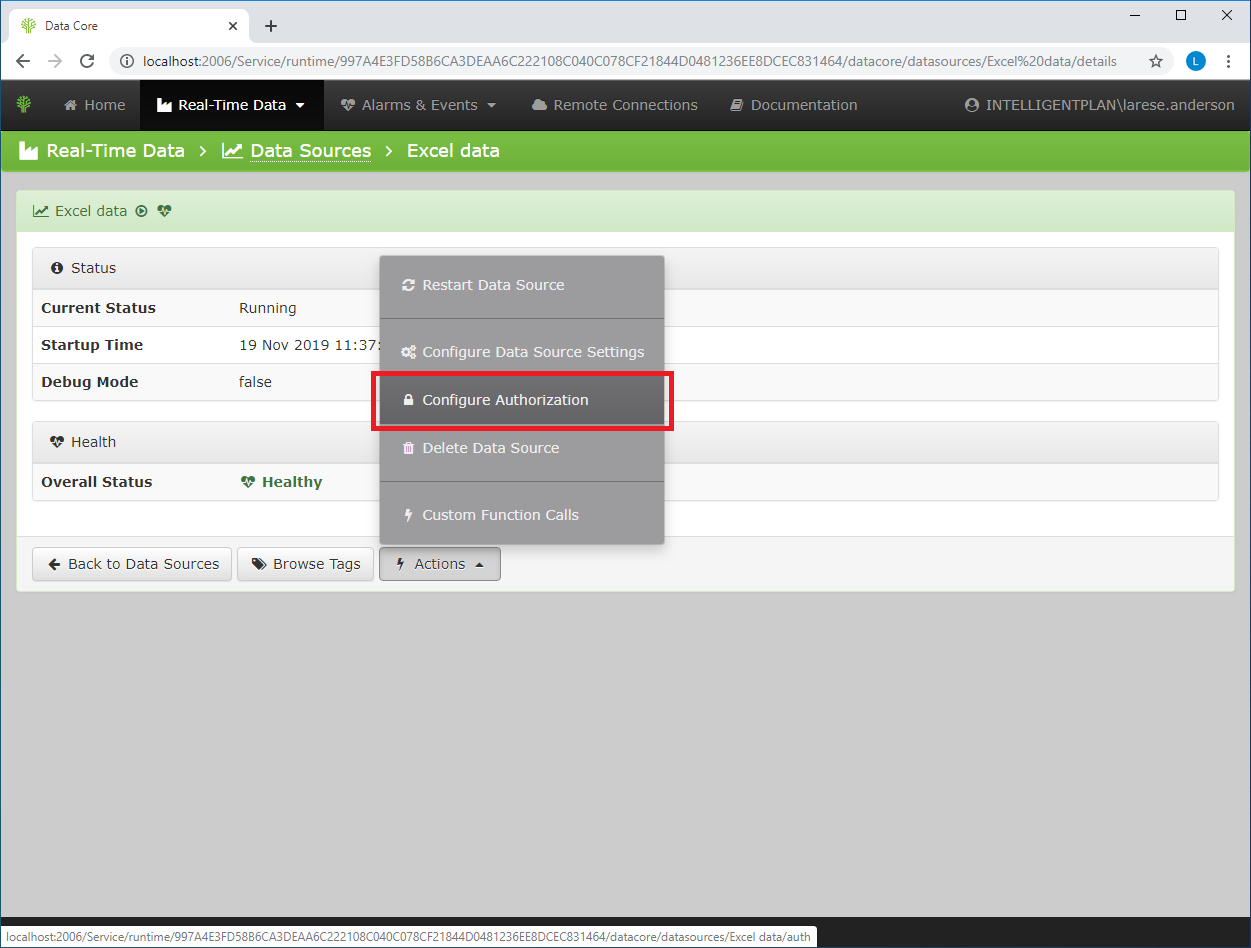 Data Core
localhost:2006/Service/runtime/997A4E3FD58B6CA3DEAA6C222108C040C078CF21844D0481236EE8DCEC831464/datacore/datasources/Excel%20data/details
L
Home Real-Time Data Alarms & Events Remote Connections Documentation INTELLIGENTPLAN\larese.anderson
Real-Time Data > Data Sources > Excel data
Excel data
Status
Current Status Running
Startup Time 19 Nov 2019 11:37:
Debug Mode false
Health
Overall Status Healthy
Restart Data Source
Configure Data Source Settings
Configure Authorization
Delete Data Source
Custom Function Calls
Back to Data Sources Browse Tags Actions
localhost:2006/Service/runtime/997A4E3FD58B6CA3DEAA6C222108C040C078CF21844D0481236EE8DCEC831464/datacore/datasources/Excel data/auth